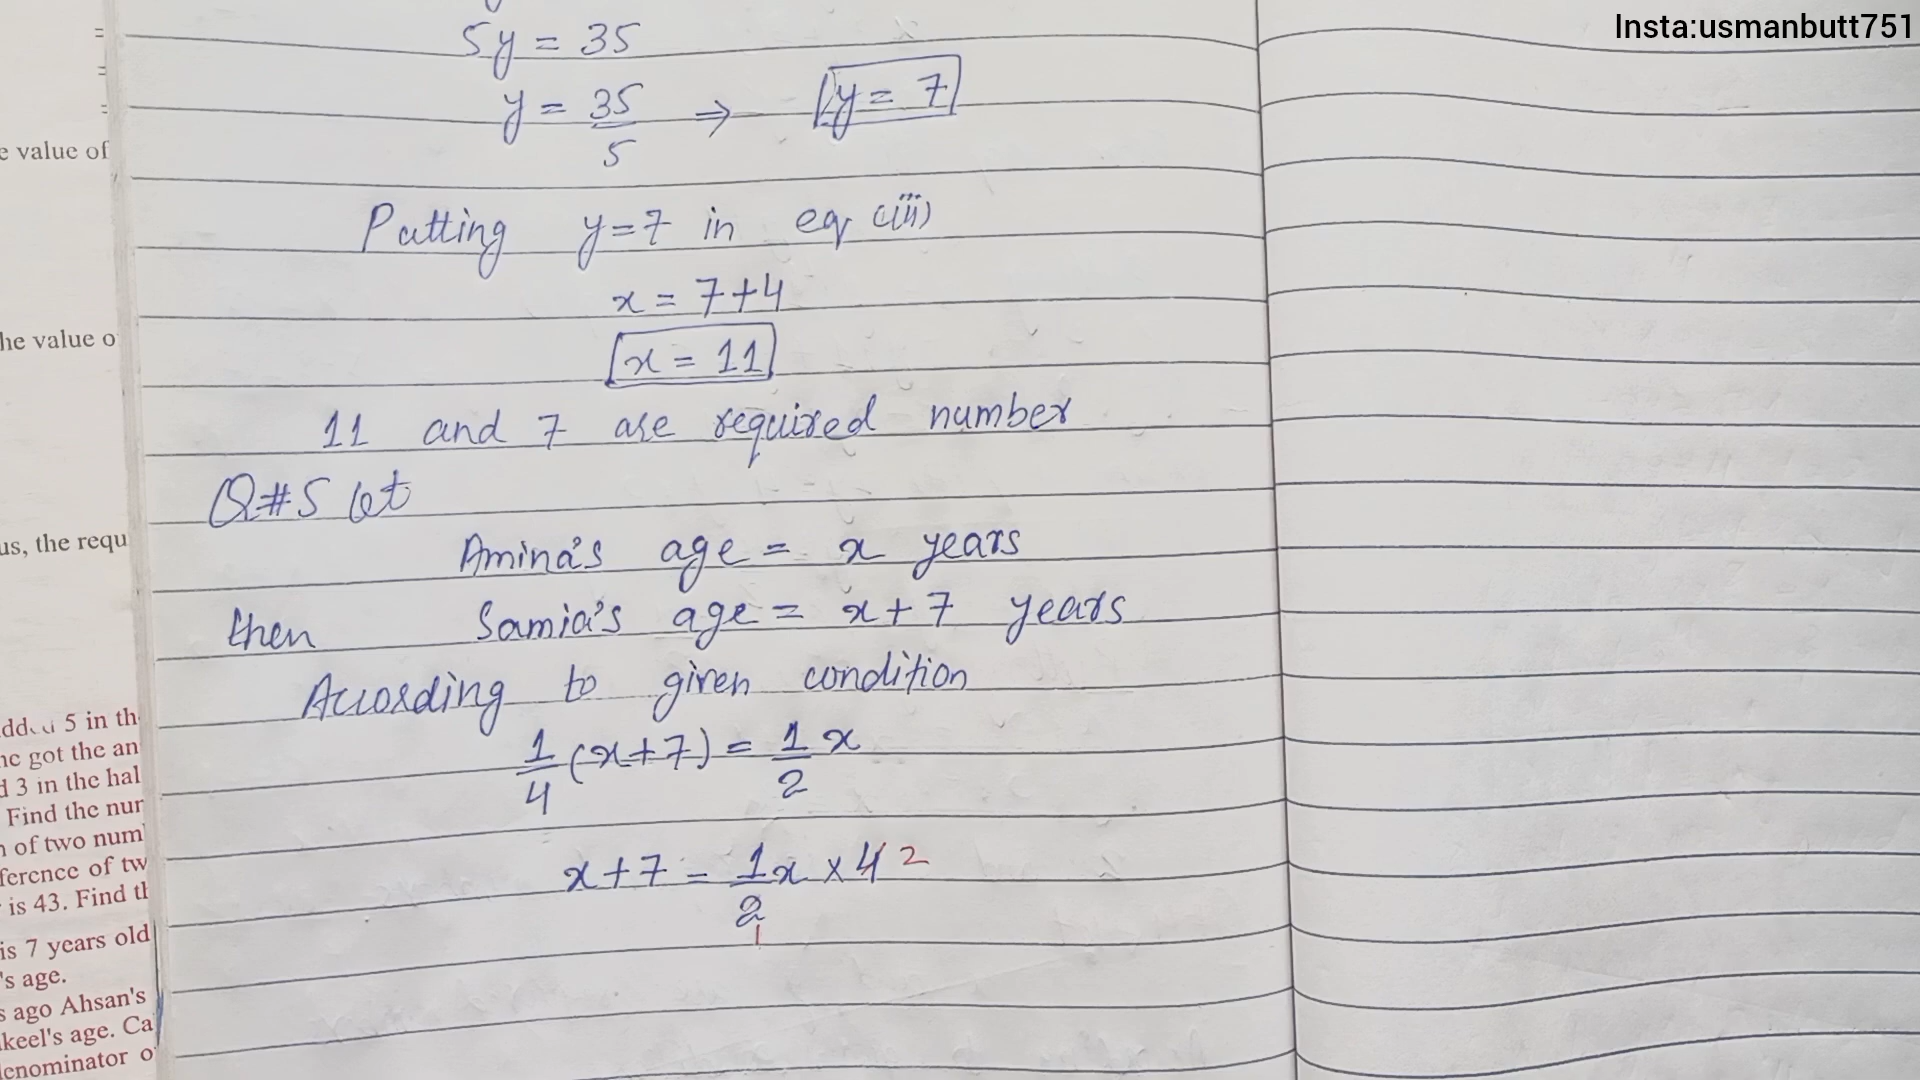 Insta:usmanbutt751
5y = 35
y = 35/5 ⇒ y = 7
Putting y=7 in eq (iii)
x = 7+4
x = 11
11 and 7 are required number
Q#5 let
Amina's age = x years
then Samia's age = x + 7 years
According to given condition
1/4 (x+7) = 1/2 x
x+7 = 1/2 x × 4 2
1
e value of
he value o
us, the requ
5 in th
he got the an
d 3 in the hal
Find the nur
n of two num
ference of tw
is 43. Find th
is 7 years old
's age.
s ago Ahsan's
keel's age. Ca
denominator o